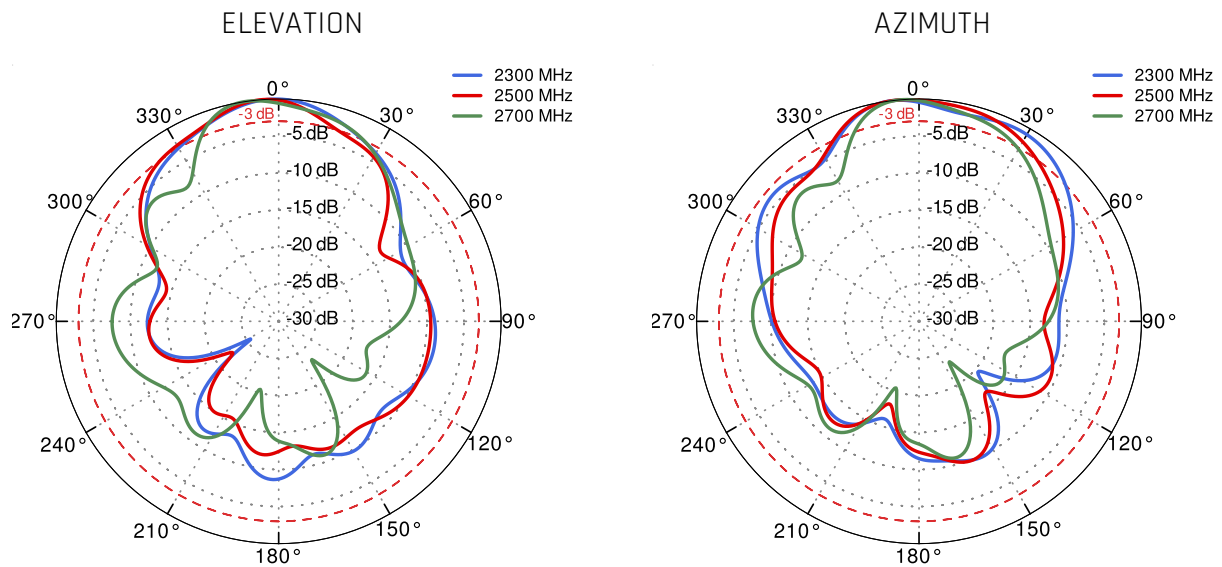 ELEVATION
2300 MHz
2500 MHz
2700 MHz
0°
330°
30°
-3 dB
-5 dB
-10 dB
300°
60°
-15 dB
-20 dB
-25 dB
270°
-30 dB
90°
240°
120°
210°
150°
180°
AZIMUTH
2300 MHz
2500 MHz
2700 MHz
0°
330°
30°
-3 dB
-5 dB
-10 dB
300°
60°
-15 dB
-20 dB
-25 dB
270°
-30 dB
90°
240°
120°
210°
150°
180°